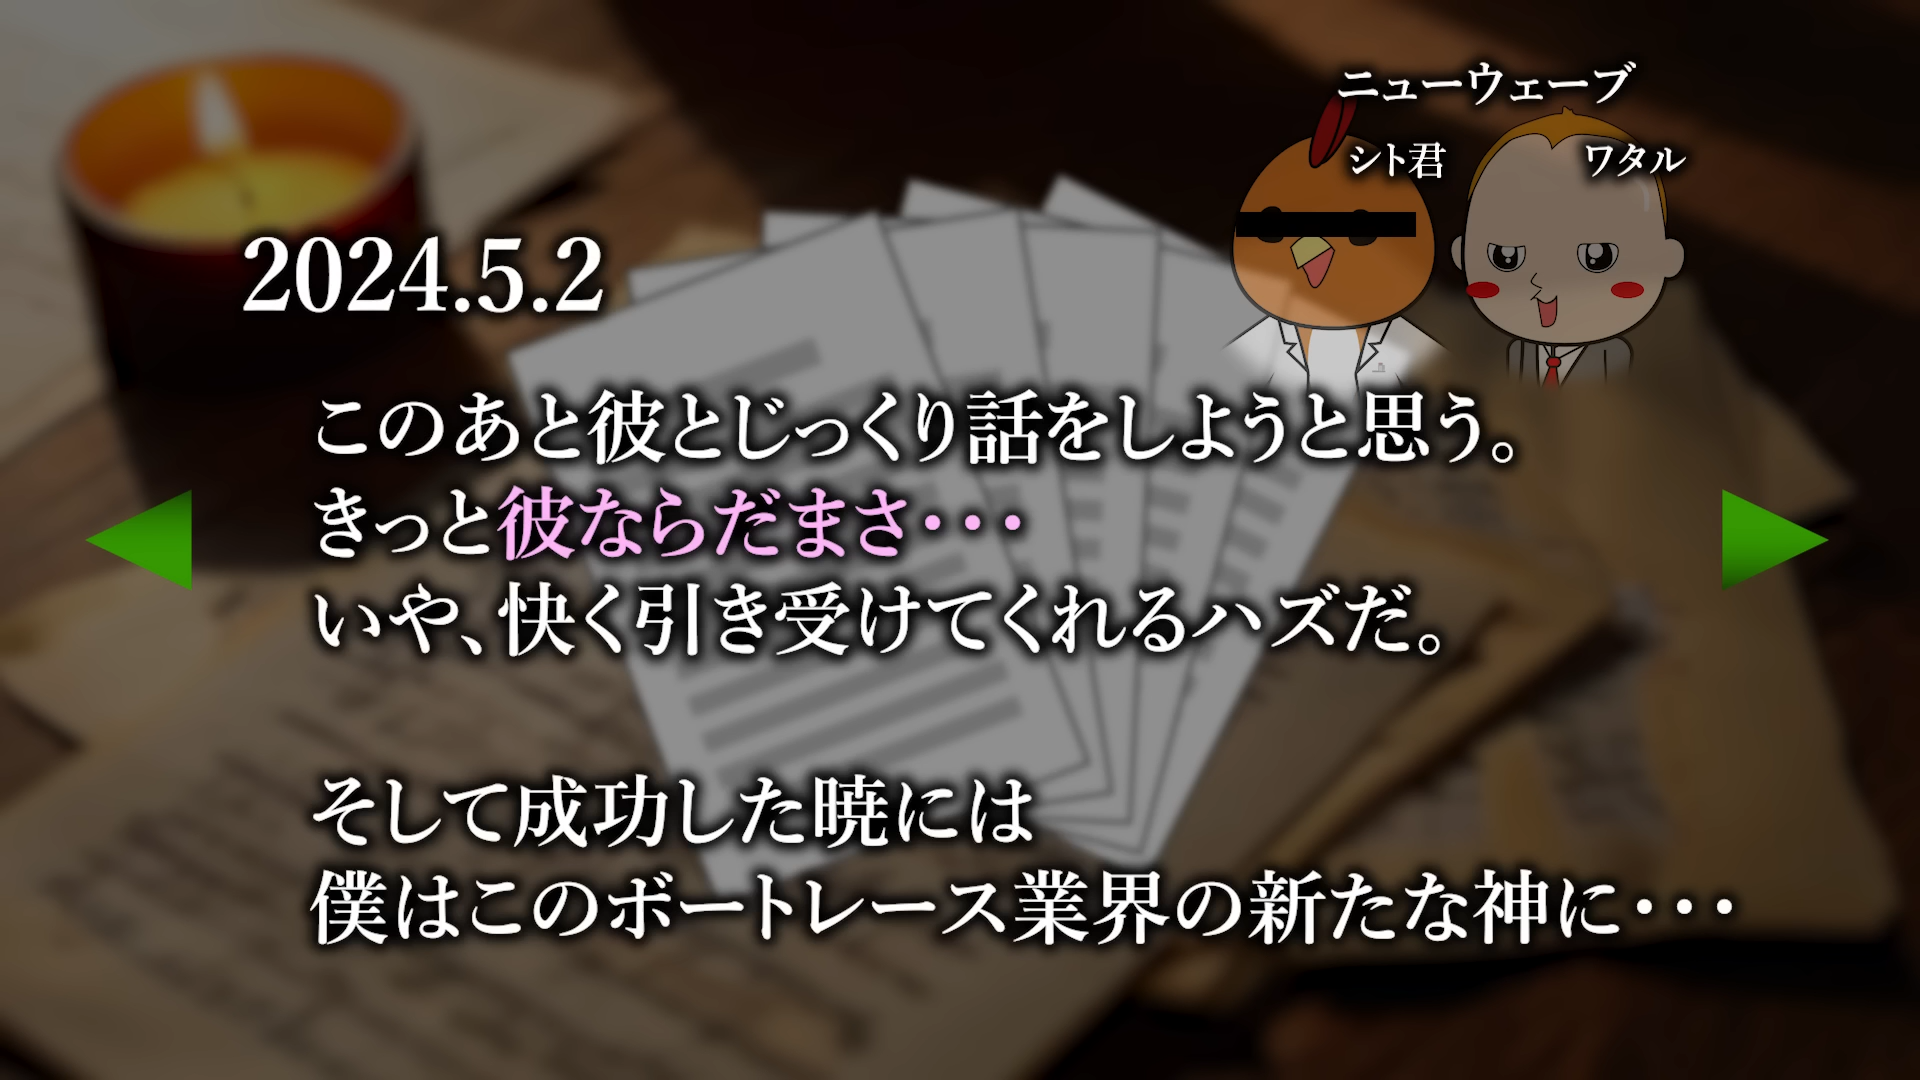 ニューウェーブ
シト君 ワタル
2024.5.2
このあと彼とじっくり話をしようと思う。
きっと彼ならだまさ・・・
いや、快く引き受けてくれるハズだ。
そして成功した暁には
僕はこのボートレース業界の新たな神に・・・